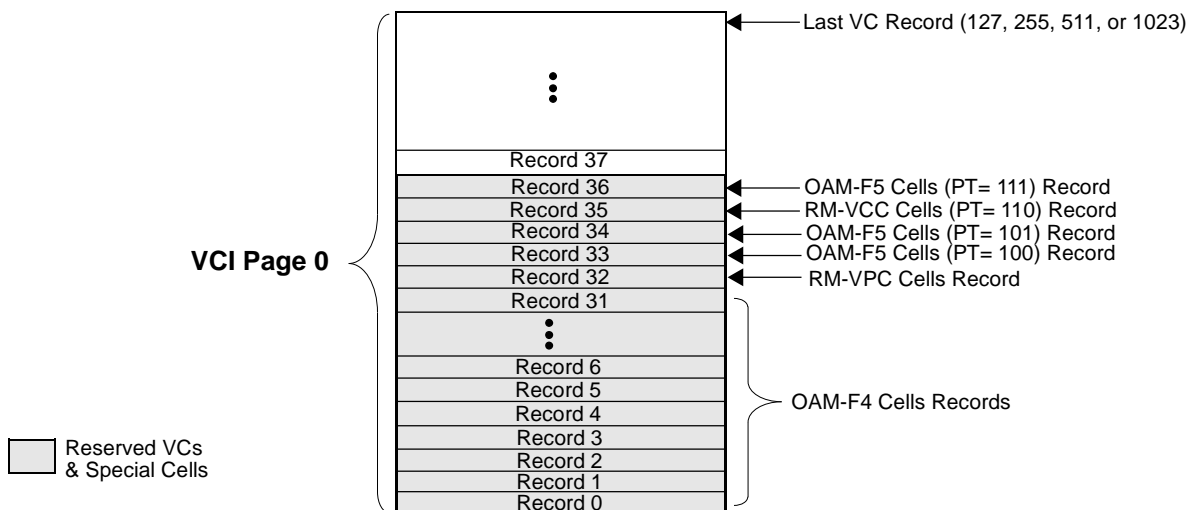 Last VC Record (127, 255, 511, or 1023)
Record 37
Record 36
OAM-F5 Cells (PT= 111) Record
Record 35
RM-VCC Cells (PT= 110) Record
Record 34
OAM-F5 Cells (PT= 101) Record
VCI Page 0
Record 33
OAM-F5 Cells (PT= 100) Record
Record 32
RM-VPC Cells Record
Record 31
Record 6
Record 5
OAM-F4 Cells Records
Record 4
Record 3
Record 2
Record 1
Record 0
Reserved VCs
& Special Cells